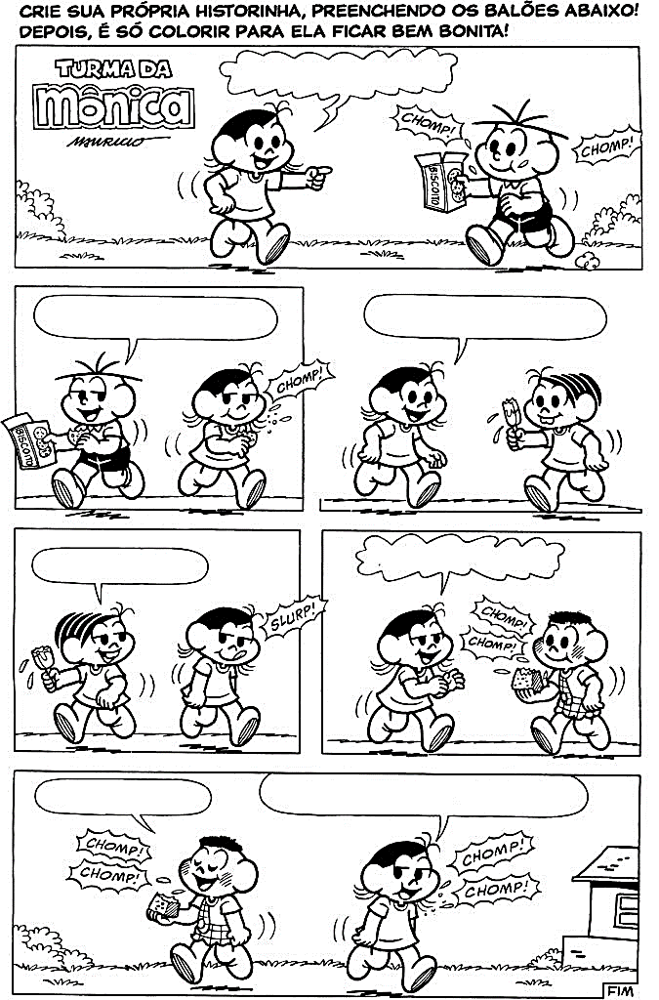 CRIE SUA PRÓPRIA HISTORINHA, PREENCHENDO OS BALÕES ABAIXO!
DEPOIS, É SÓ COLORIR PARA ELA FICAR BEM BONITA!
TURMA DA
MÔNICA
MAURICIO
CHOMP!
CHOMP!
BISCOITO
CHOMP!
BISCOITO
SLURP!
CHOMP!
CHOMP!
CHOMP!
CHOMP!
CHOMP!
CHOMP!
FIM